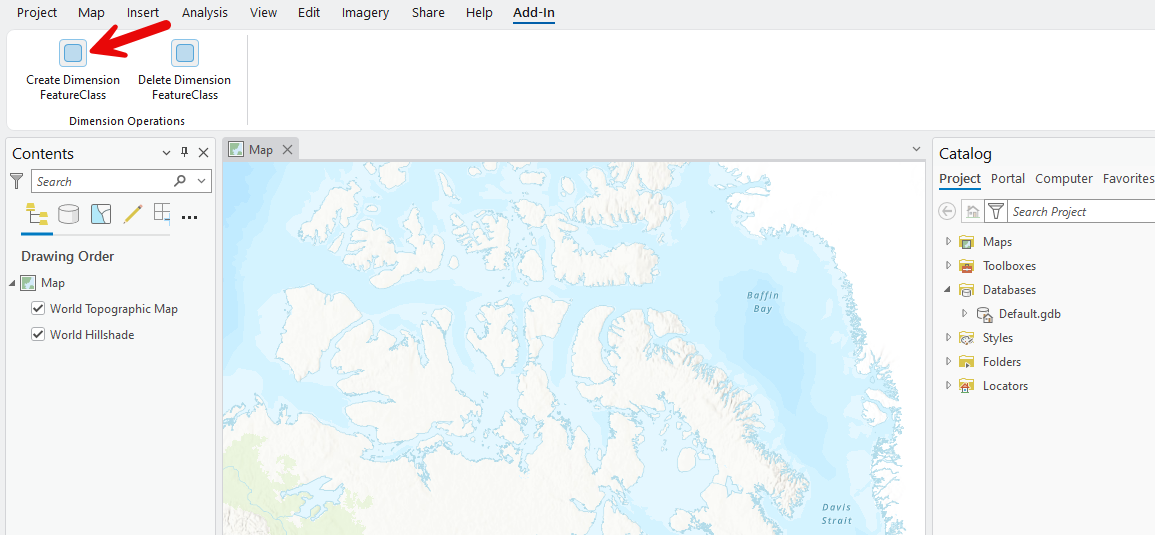 Project Map Insert Analysis View Edit Imagery Share Help Add-In
Create Dimension
FeatureClass
Delete Dimension
FeatureClass
Dimension Operations
Contents
Search
Drawing Order
Map
World Topographic Map
World Hillshade
Map
Baffin
Bay
Davis
Strait
Catalog
Project Portal Computer Favorites
Search Project
Maps
Toolboxes
Databases
Default.gdb
Styles
Folders
Locators